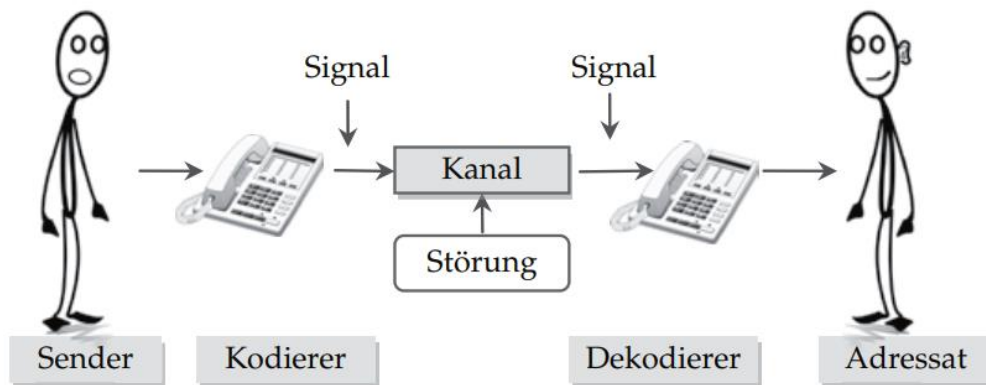 Signal
Signal
Kanal
Störung
Sender
Kodierer
Dekodierer
Adressat